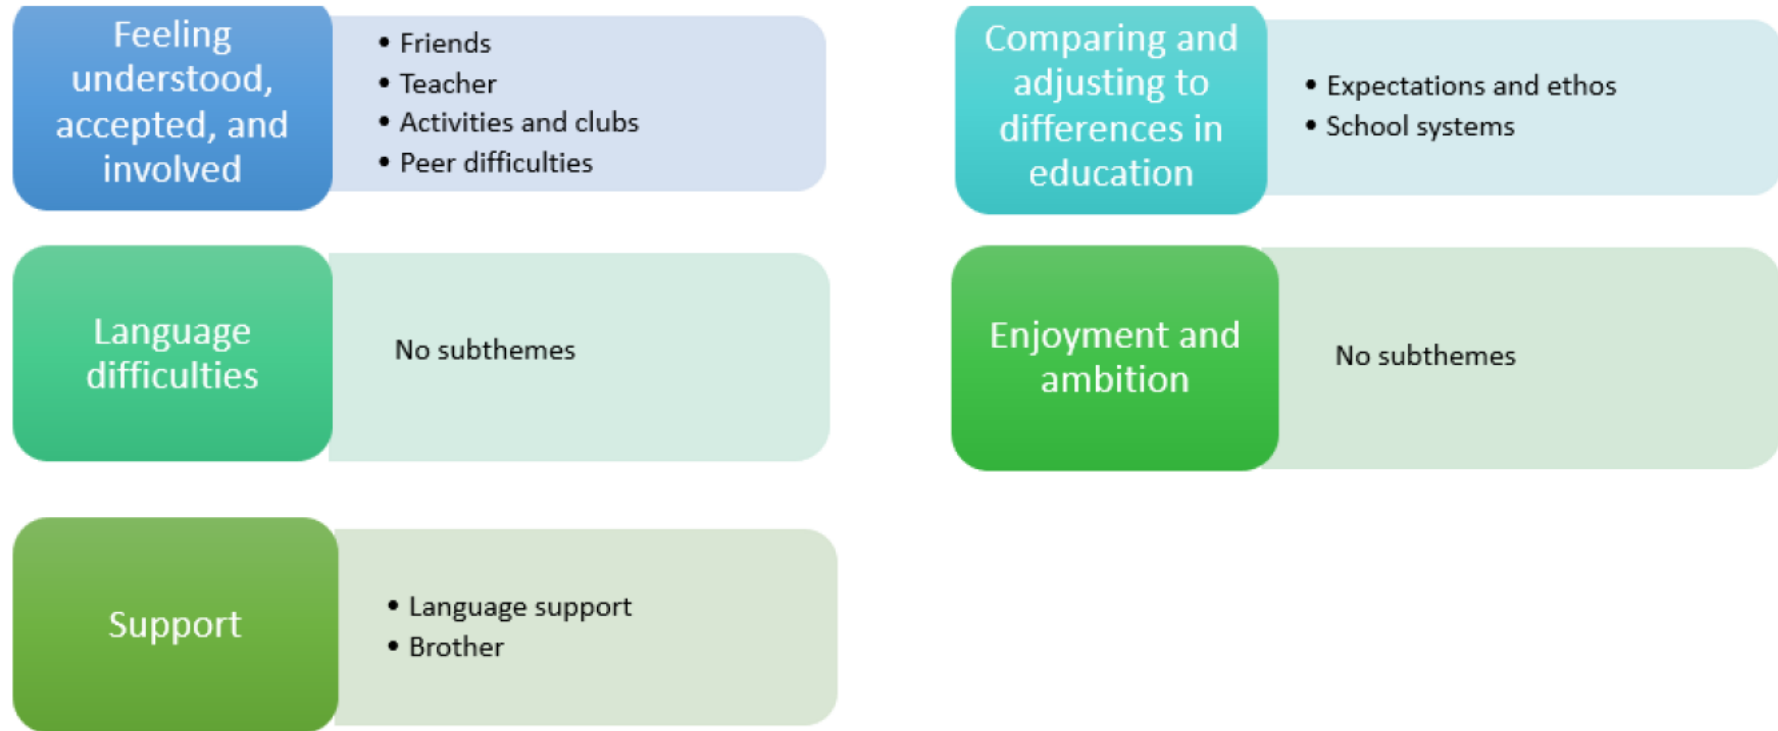 Feeling
understood,
accepted, and
involved
• Friends
• Teacher
• Activities and clubs
• Peer difficulties
Comparing and
adjusting to
differences in
education
• Expectations and ethos
• School systems
Language
difficulties
No subthemes
Enjoyment and
ambition
No subthemes
Support
• Language support
• Brother